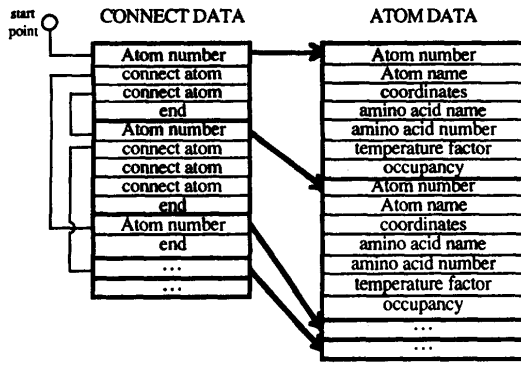 start
point
CONNECT DATA
Atom number
connect atom
connect atom
end
Atom number
connect atom
connect atom
connect atom
end
Atom number
end
...
...
ATOM DATA
Atom number
Atom name
coordinates
amino acid name
amino acid number
temperature factor
occupancy
Atom number
Atom name
coordinates
amino acid name
amino acid number
temperature factor
occupancy
...
...